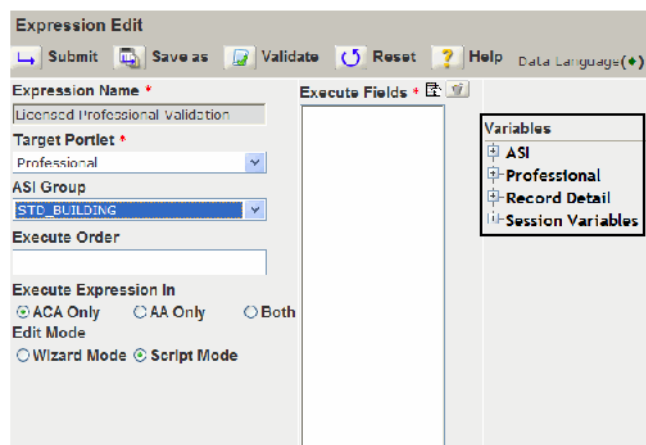 Expression Edit
Submit Save as Validate Reset Help Data Language(♦)
Expression Name *
Licensed Professional Validation
Target Portlet *
Professional
ASI Group
STD_BUILDING
Execute Order
Execute Expression In
ACA Only AA Only Both
Edit Mode
Wizard Mode Script Mode
Execute Fields *
Variables
ASI
Professional
Record Detail
Session Variables